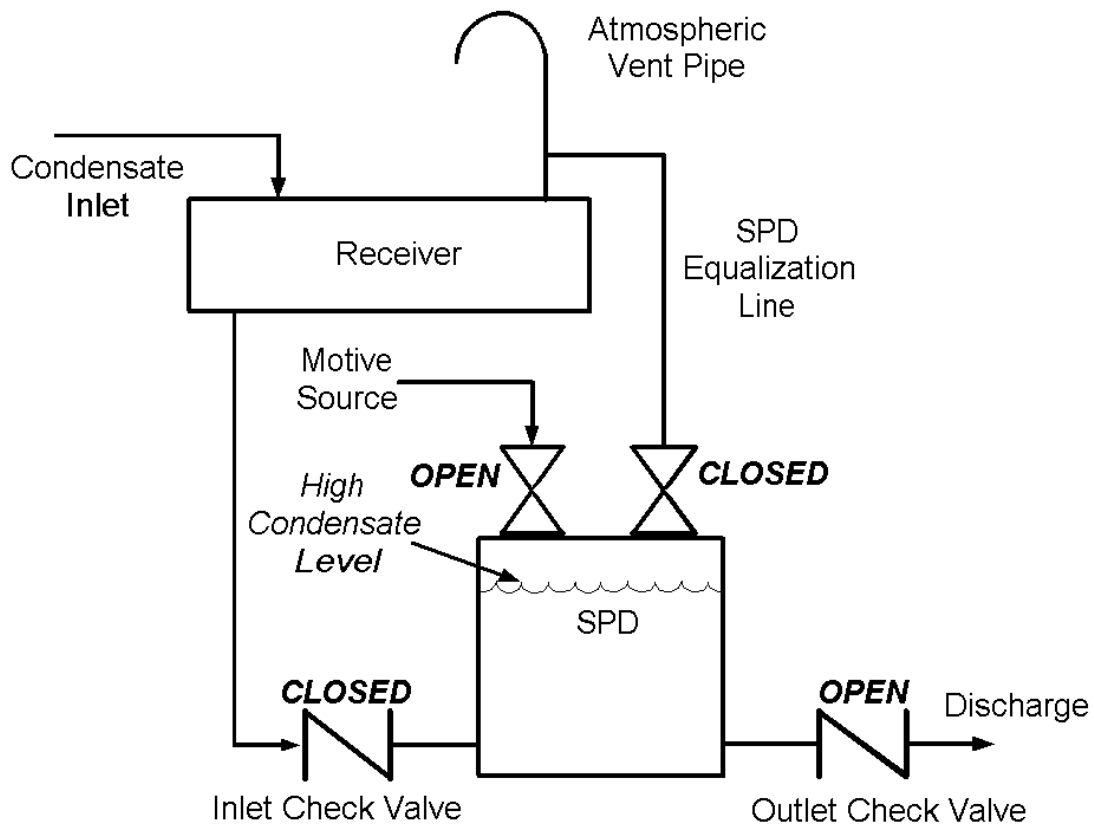 Atmospheric
Vent Pipe
Condensate
Inlet
Receiver
SPD
Equalization
Line
Motive
Source
OPEN
CLOSED
High
Condensate
Level
SPD
CLOSED
OPEN
Discharge
Inlet Check Valve
Outlet Check Valve